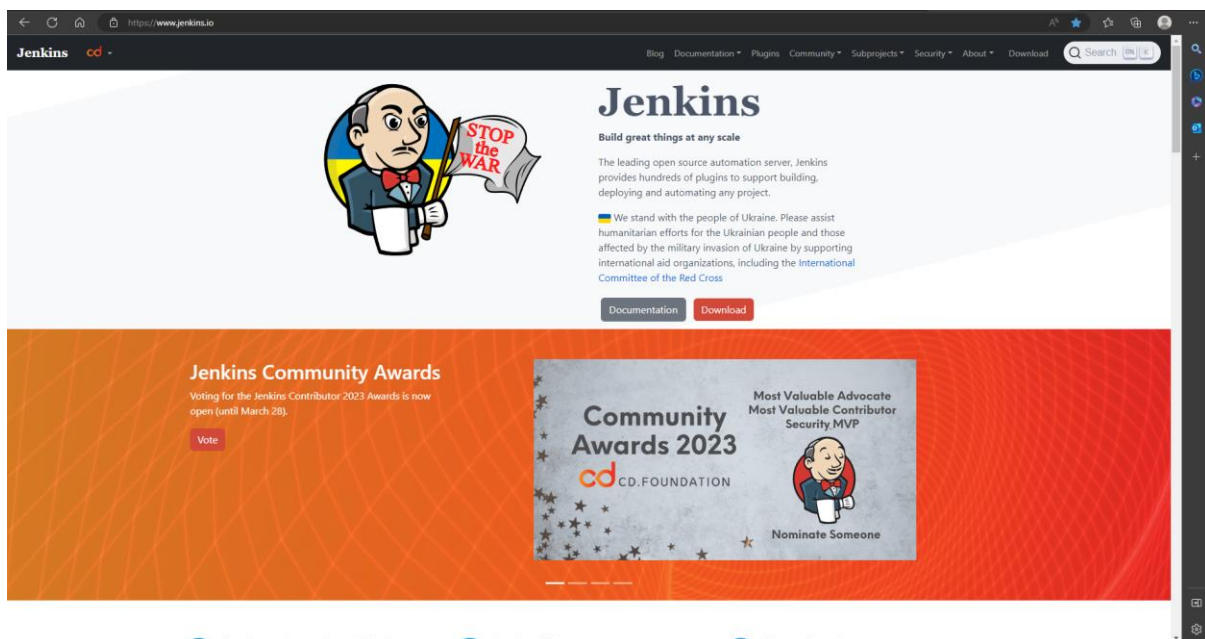 https://www.jenkins.io
Jenkins cd
Blog Documentation Plugins Community Subprojects Security About Download Search K
STOP
the
WAR
Jenkins
Build great things at any scale
The leading open source automation server, Jenkins
provides hundreds of plugins to support building,
deploying and automating any project.
We stand with the people of Ukraine. Please assist
humanitarian efforts for the Ukrainian people and those
affected by the military invasion of Ukraine by supporting
international aid organizations, including the International
Committee of the Red Cross
Documentation Download
Jenkins Community Awards
Voting for the Jenkins Contributor 2023 Awards is now
open (until March 28).
Vote
Community
Awards 2023
cd CD.FOUNDATION
Most Valuable Advocate
Most Valuable Contributor
Security MVP
Nominate Someone